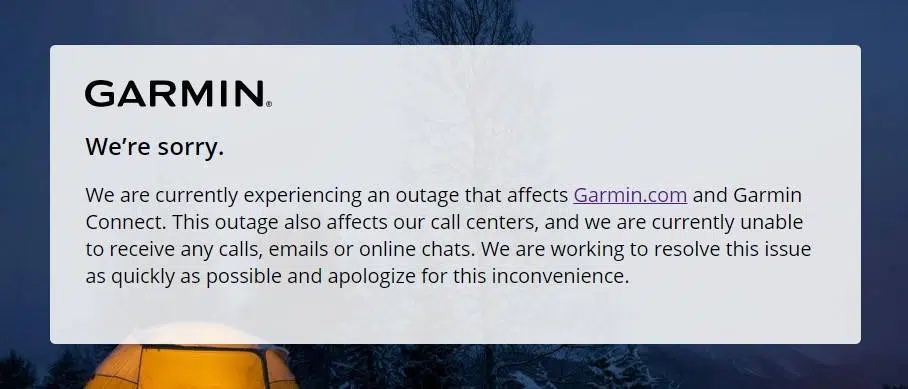 GARMIN®
We’re sorry.
We are currently experiencing an outage that affects Garmin.com and Garmin
Connect. This outage also affects our call centers, and we are currently unable
to receive any calls, emails or online chats. We are working to resolve this issue
as quickly as possible and apologize for this inconvenience.